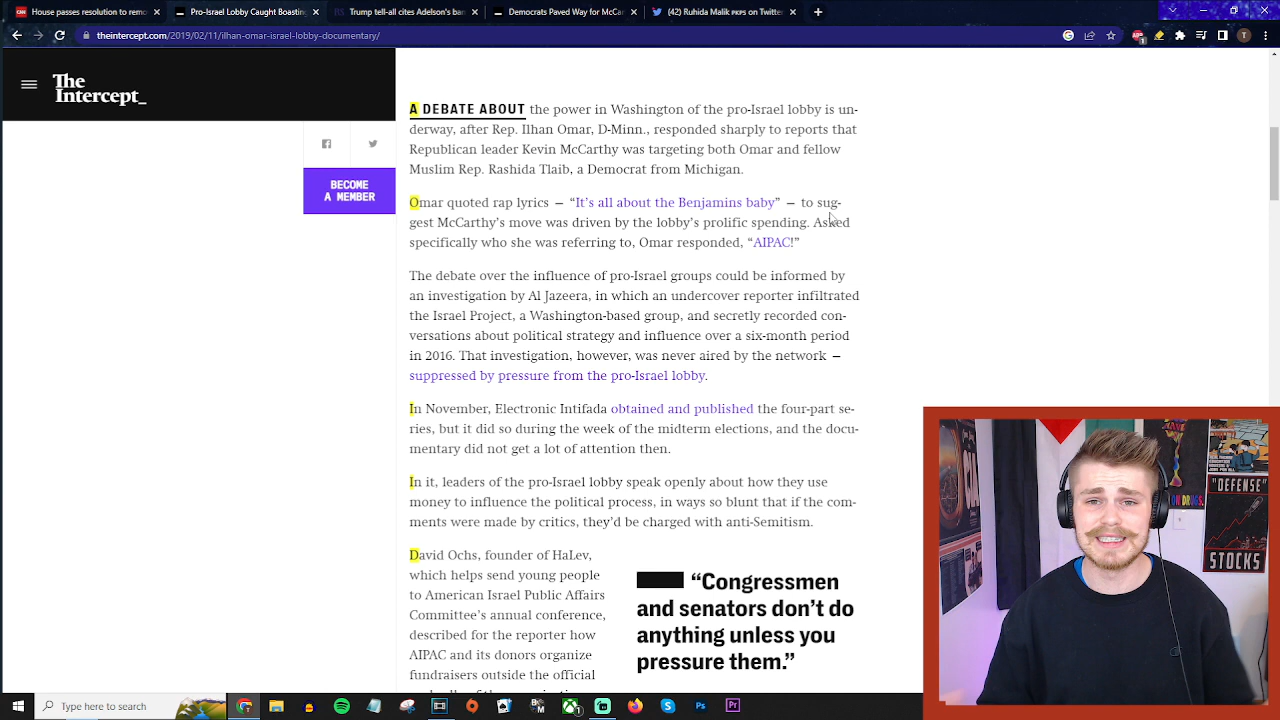 House passes resolution to remo
Pro-Israel Lobby Caught Boasting
Trump tell-all cites Adelson's ban
Democrats Paved Way for McCa
(42) Ruhida Malik PKPS on Twitter
theintercept.com/2019/02/11/ilhan-omar-israel-lobby-documentary/
The
Intercept_
BECOME
A MEMBER
A DEBATE ABOUT the power in Washington of the pro-Israel lobby is un-
derway, after Rep. Ilhan Omar, D-Minn., responded sharply to reports that
Republican leader Kevin McCarthy was targeting both Omar and fellow
Muslim Rep. Rashida Tlaib, a Democrat from Michigan.
Omar quoted rap lyrics — “It’s all about the Benjamins baby” — to sug-
gest McCarthy’s move was driven by the lobby’s prolific spending. Asked
specifically who she was referring to, Omar responded, “AIPAC!”
The debate over the influence of pro-Israel groups could be informed by
an investigation by Al Jazeera, in which an undercover reporter infiltrated
the Israel Project, a Washington-based group, and secretly recorded con-
versations about political strategy and influence over a six-month period
in 2016. That investigation, however, was never aired by the network —
suppressed by pressure from the pro-Israel lobby.
In November, Electronic Intifada obtained and published the four-part se-
ries, but it did so during the week of the midterm elections, and the docu-
mentary did not get a lot of attention then.
In it, leaders of the pro-Israel lobby speak openly about how they use
money to influence the political process, in ways so blunt that if the com-
ments were made by critics, they’d be charged with anti-Semitism.
David Ochs, founder of HaLev,
which helps send young people
to American Israel Public Affairs
Committee’s annual conference,
described for the reporter how
AIPAC and its donors organize
fundraisers outside the official
“Congressmen
and senators don’t do
anything unless you
pressure them.”
"DEFENSE"
STOCKS
Type here to search